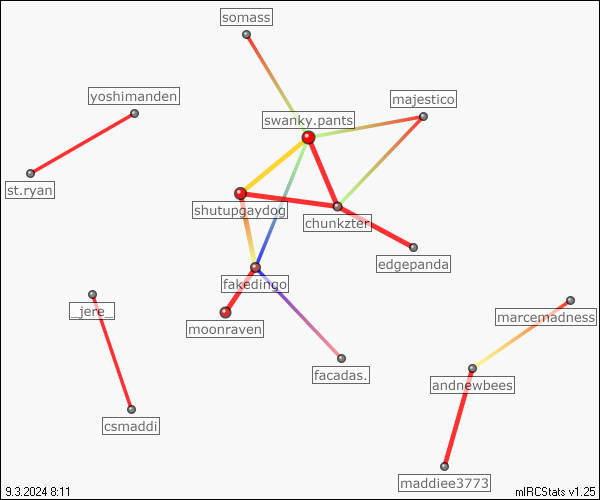 somass
yoshimanden
majestico
swanky.pants
st.ryan
shutupgaydog
chunkzter
edgepanda
fakedingo
_jere_
marcemadness
moonraven
facadas.
andnewbees
csmaddi
maddiee3773
9.3.2024 8:11
mIRCStats v1.25